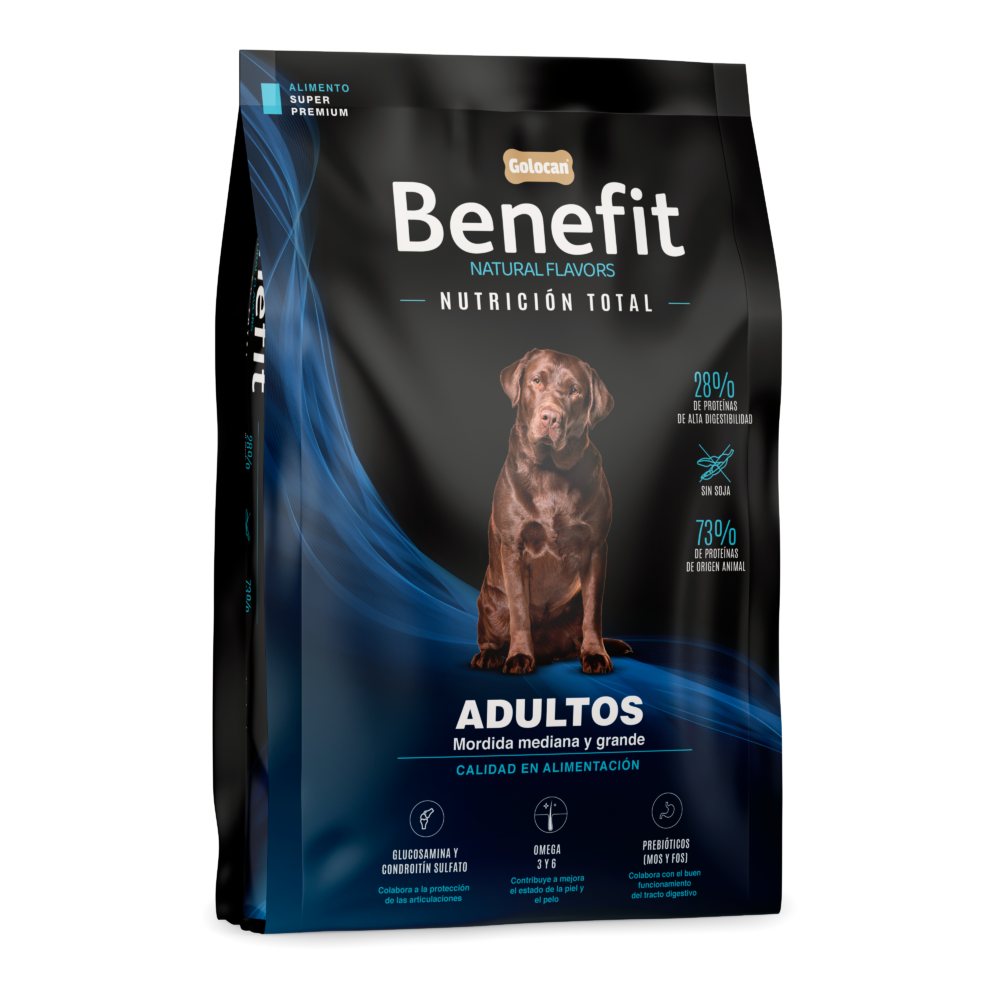 ALIMENTO
SUPER
PREMIUM
Golocan
Benefit
NATURAL FLAVORS
NUTRICIÓN TOTAL
28%
DE PROTEÍNAS
DE ALTA DIGESTIBILIDAD
SIN SOJA
73%
DE PROTEÍNAS
DE ORIGEN ANIMAL
ADULTOS
Mordida mediana y grande
CALIDAD EN ALIMENTACIÓN
GLUCOSAMINA Y
CONDROITÍN SULFATO
Colabora a la protección
de las articulaciones
OMEGA
3 Y 6
Contribuye a mejora
el estado de la piel y
el pelo
PREBIÓTICOS
(MOS Y FOS)
Colabora con el buen
funcionamiento
del tracto digestivo
28%
73%